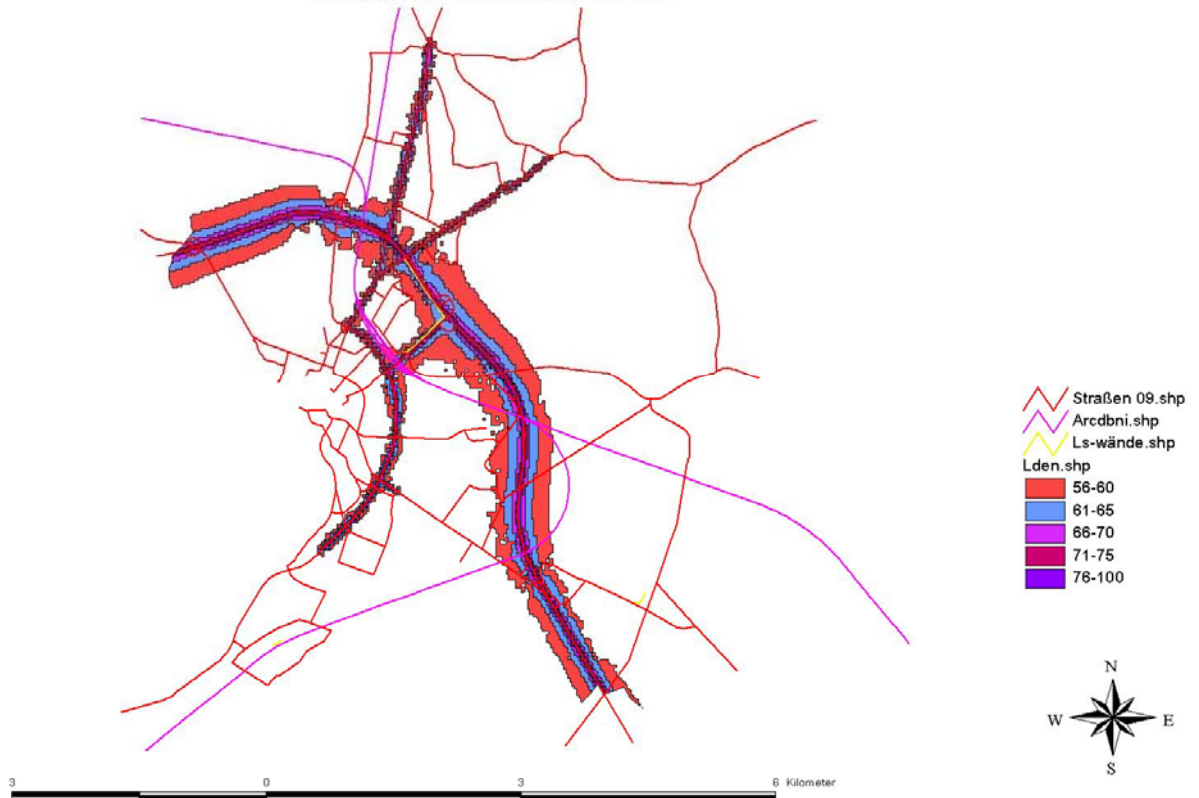 Straßen 09.shp
Arcdbni.shp
Ls-wände.shp
Lden.shp
56-60
61-65
66-70
71-75
76-100
N
W E
S
3 0 3 6 Kilometer